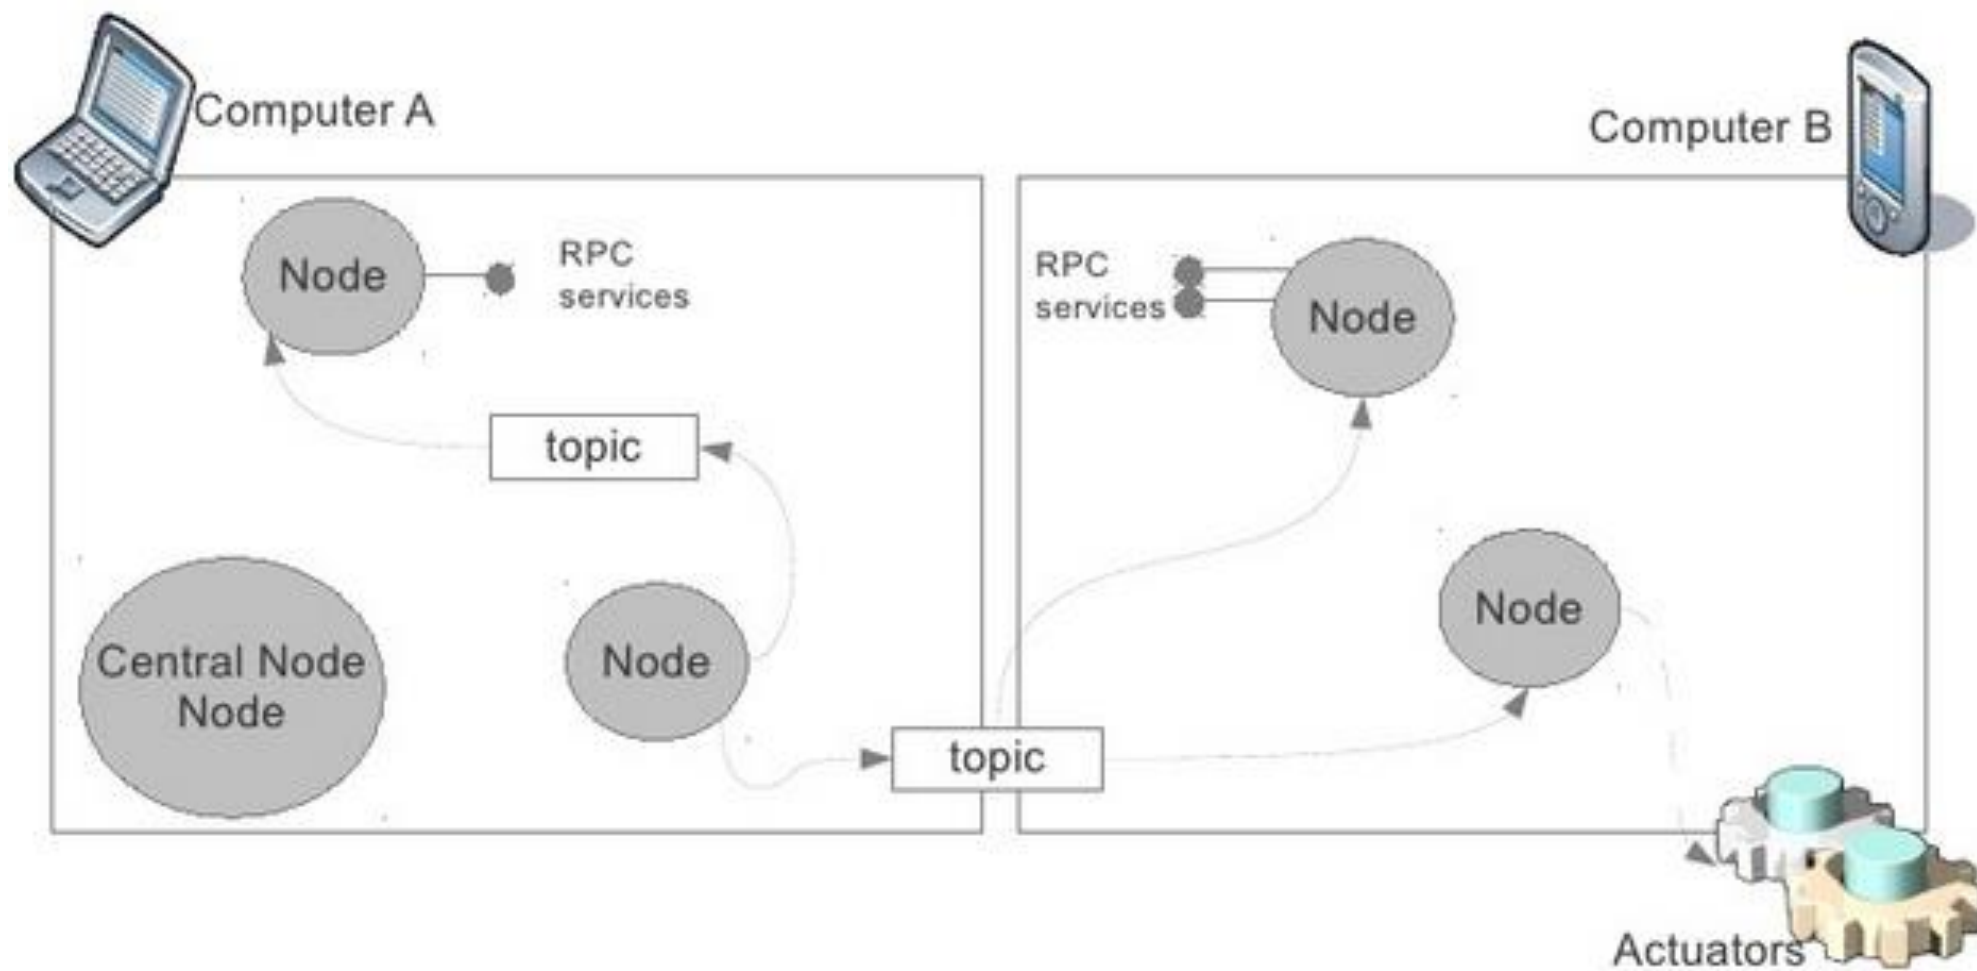 Computer A
Computer B
Node
RPC
services
topic
Central Node
Node
Node
topic
RPC
services
Node
Node
Actuators